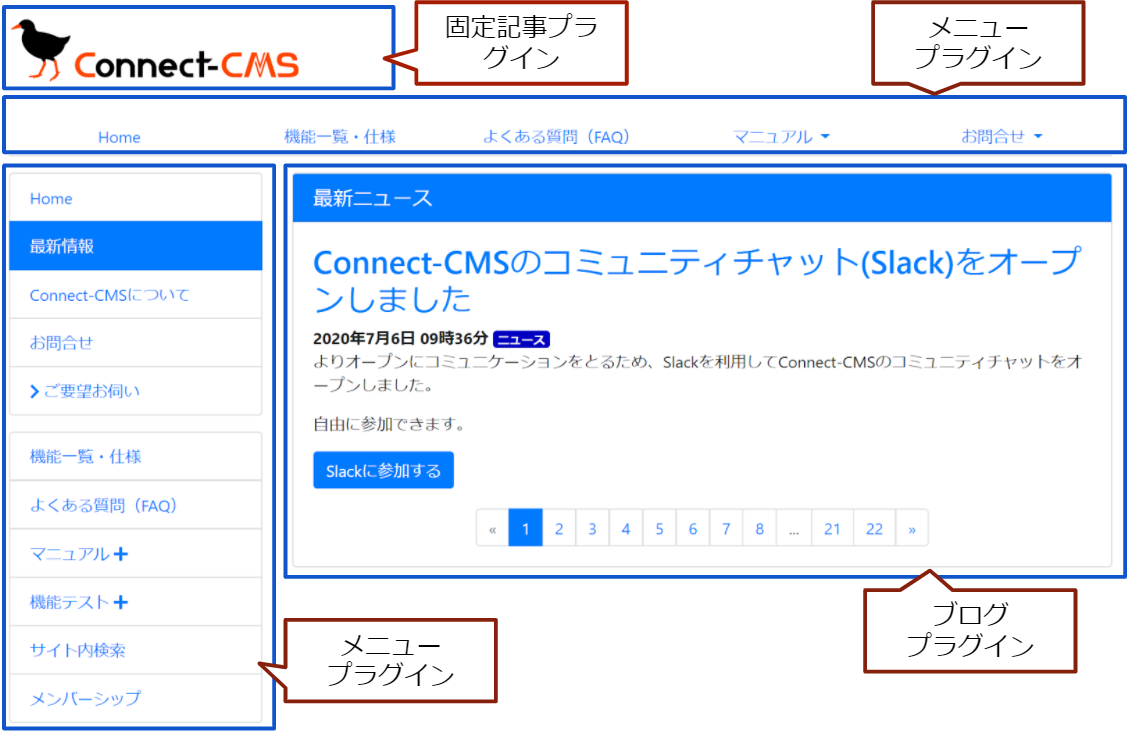 Connect-CMS
固定記事プラ
グイン
メニュー
プラグイン
Home
機能一覧・仕様
よくある質問（FAQ）
マニュアル
お問合せ
Home
最新情報
Connect-CMSについて
お問合せ
ご要望お伺い
機能一覧・仕様
よくある質問（FAQ）
マニュアル
機能テスト
サイト内検索
メンバーシップ
メニュー
プラグイン
最新ニュース
Connect-CMSのコミュニティチャット(Slack)をオープ
ンしました
2020年7月6日 09時36分 ニュース
よりオープンにコミュニケーションをとるため、Slackを利用してConnect-CMSのコミュニティチャットをオ
ープンしました。
自由に参加できます。
Slackに参加する
« 1 2 3 4 5 6 7 8 ... 21 22 »
ブログ
プラグイン